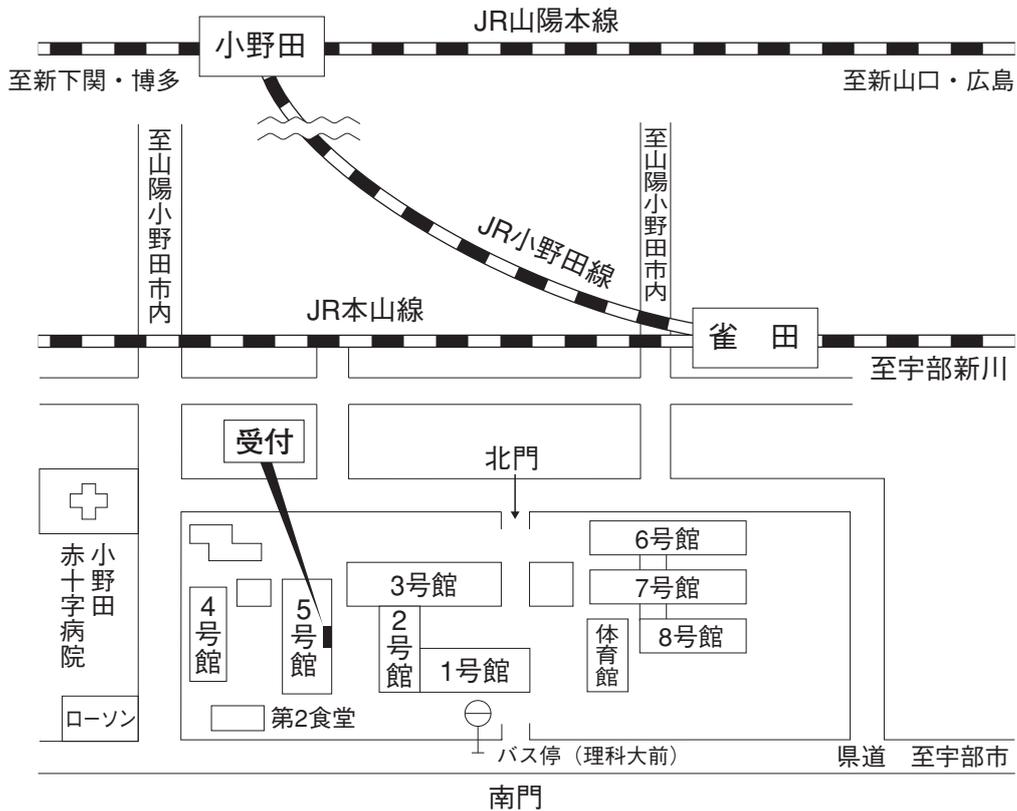 JR山陽本線
小野田
至新下関・博多
至新山口・広島
至山陽小野田市内
至山陽小野田市内
JR小野田線
JR本山線
雀　田
至宇部新川
受付
北門
小野田
赤十字病院
6号館
7号館
8号館
3号館
4号館
5号館
2号館
1号館
体育館
ローソン
第2食堂
バス停（理科大前）
県道　至宇部市
南門